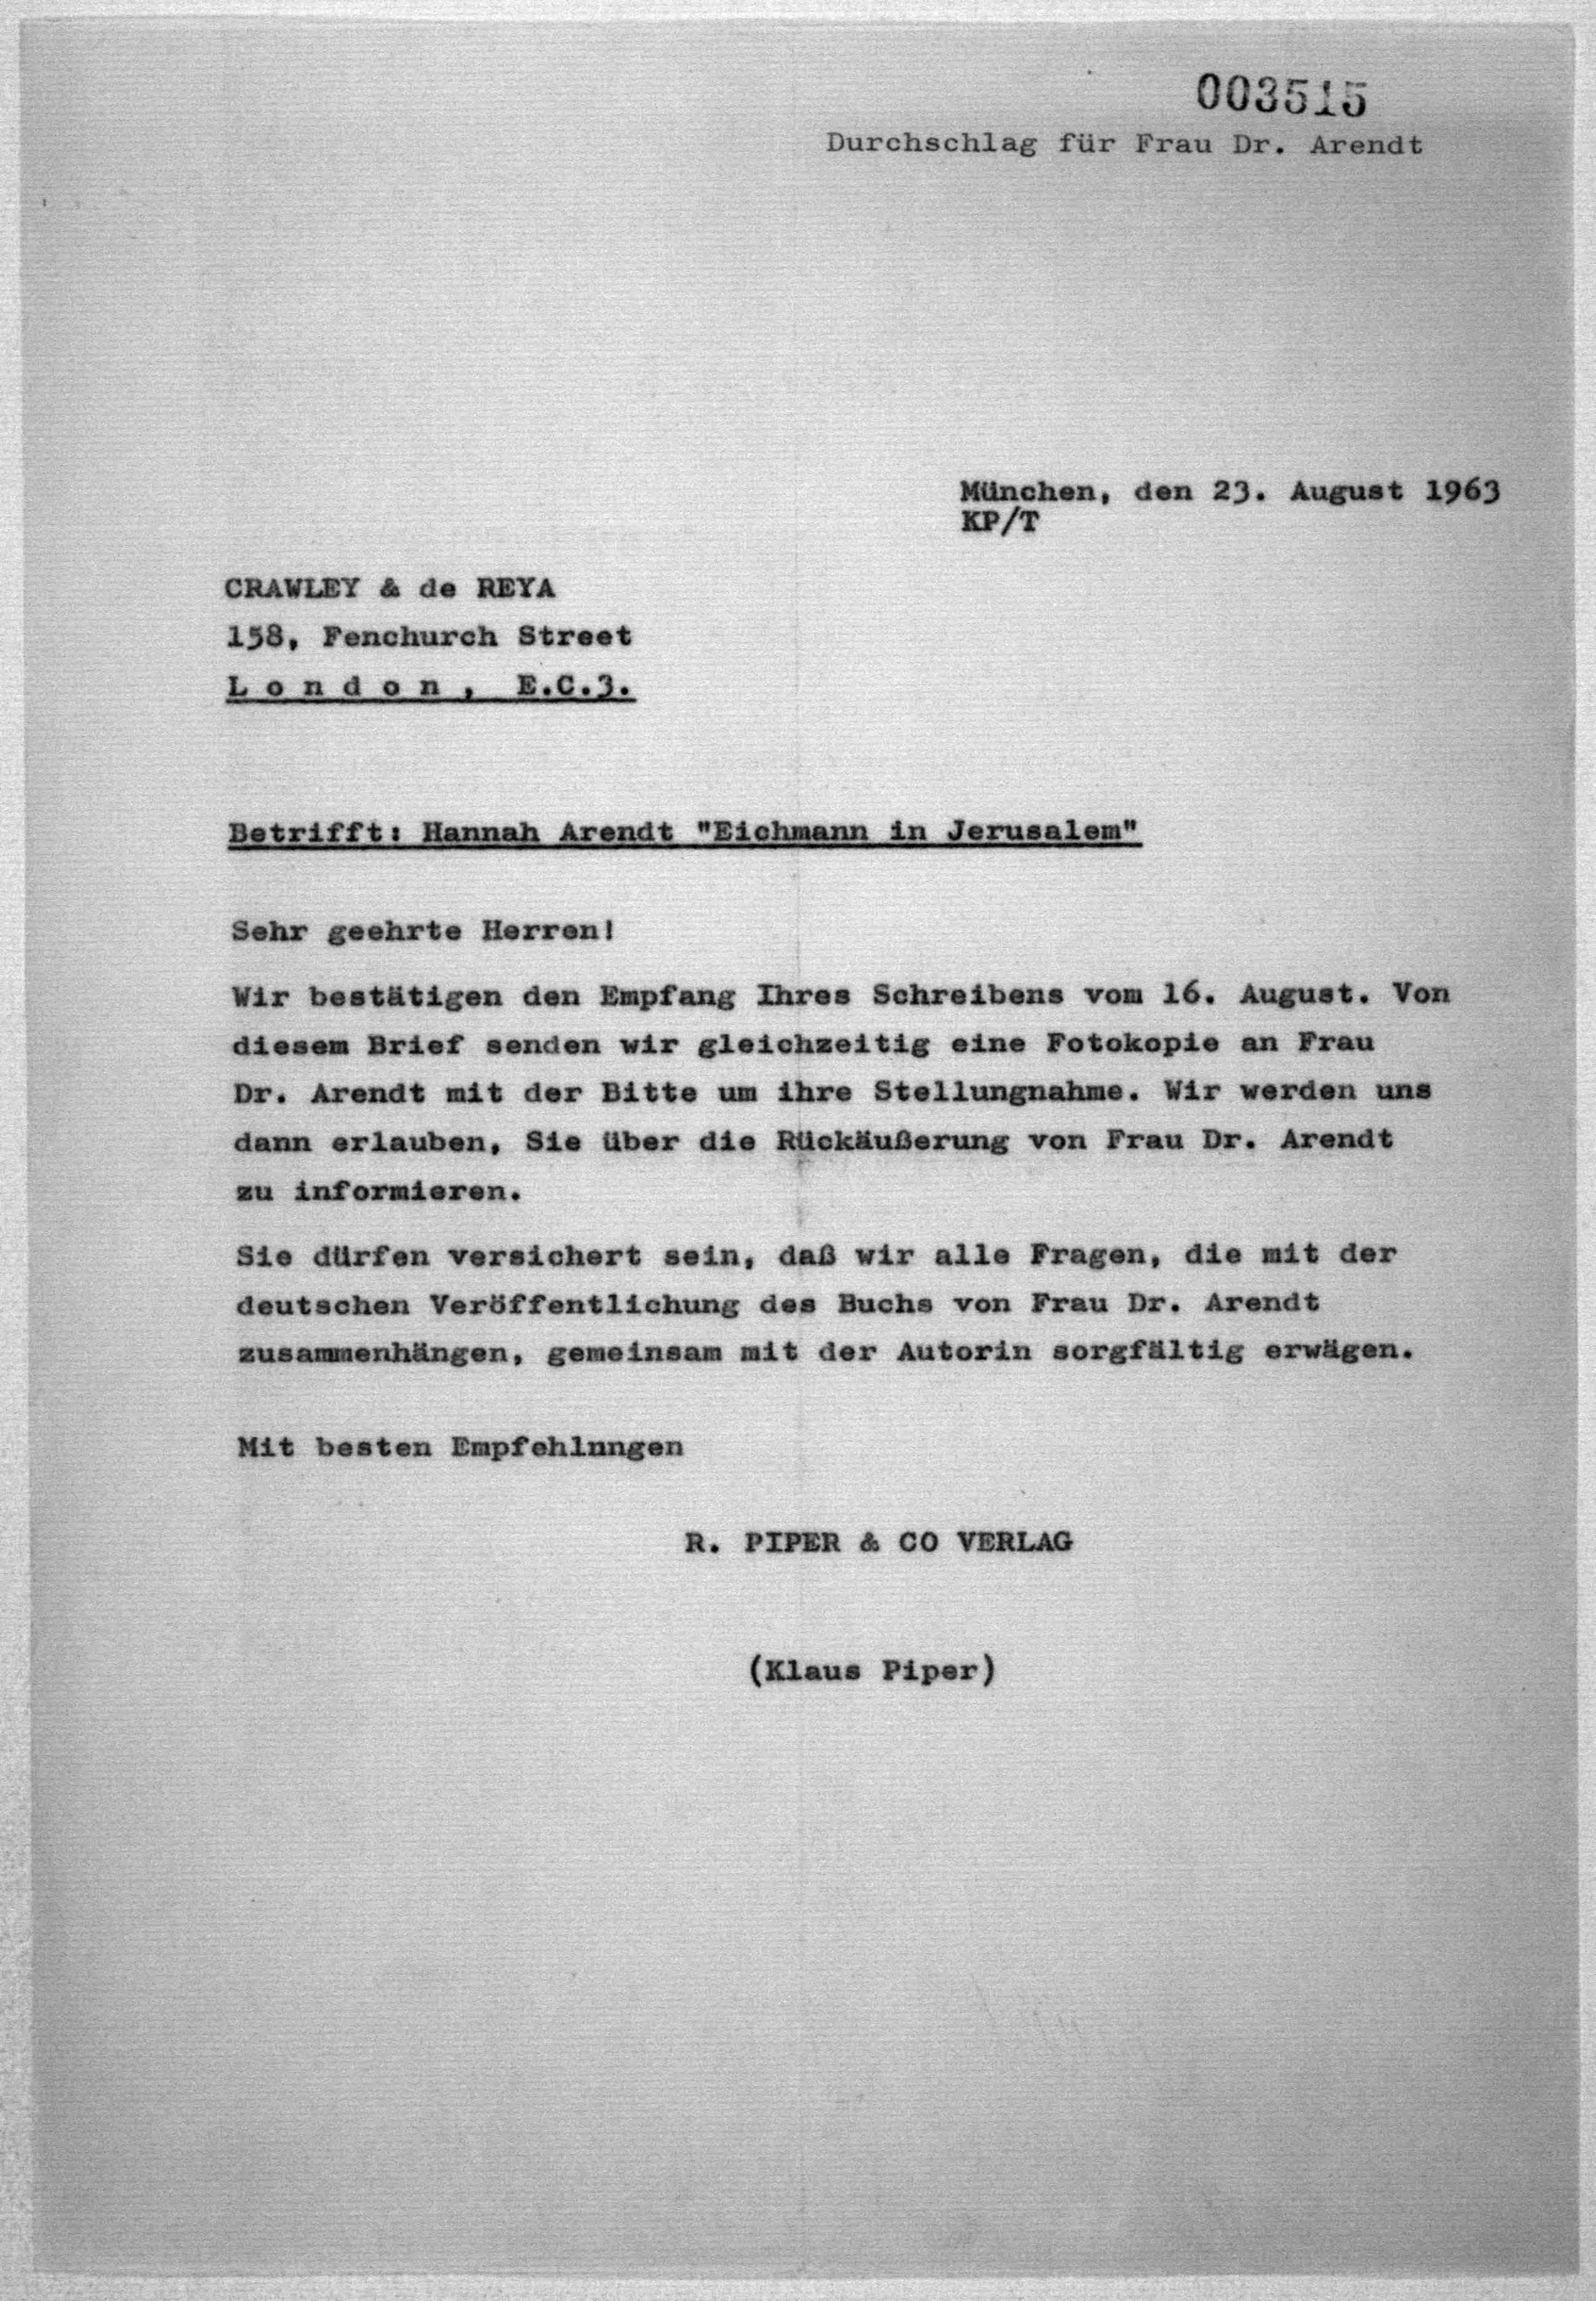 003515
Durchschlag für Frau Dr. Arendt
München, den 23. August 1963
KP/T
CRAWLEY & de REYA
158, Fenchurch Street
L o n d o n , E.C.3.
Betrifft: Hannah Arendt "Eichmann in Jerusalem"
Sehr geehrte Herren!
Wir bestätigen den Empfang Ihres Schreibens vom 16. August. Von
diesem Brief senden wir gleichzeitig eine Fotokopie an Frau
Dr. Arendt mit der Bitte um ihre Stellungnahme. Wir werden uns
dann erlauben, Sie über die Rückäußerung von Frau Dr. Arendt
zu informieren.
Sie dürfen versichert sein, daß wir alle Fragen, die mit der
deutschen Veröffentlichung des Buchs von Frau Dr. Arendt
zusammenhängen, gemeinsam mit der Autorin sorgfältig erwägen.
Mit besten Empfehlungen
R. PIPER & CO VERLAG
(Klaus Piper)